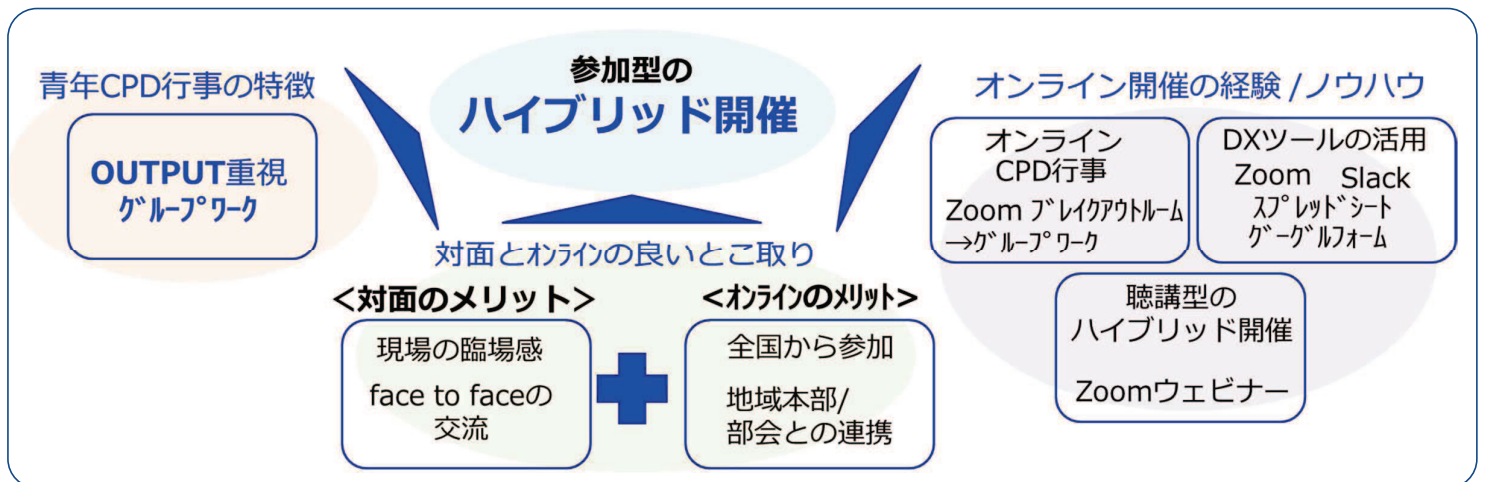 参加型の
ハイブリッド開催
青年CPD行事の特徴
OUTPUT重視
ｸﾞﾙｰﾌﾟﾜｰｸ
対面とｵﾝﾗｲﾝの良いとこ取り
<対面のメリット>
現場の臨場感
face to faceの
交流
<ｵﾝﾗｲﾝのﾒﾘｯﾄ>
全国から参加
地域本部/
部会との連携
オンライン開催の経験/ノウハウ
オンライン
CPD行事
Zoom ﾌﾞﾚｲｸｱｳﾄﾙｰﾑ
→ｸﾞﾙｰﾌﾟﾜｰｸ
DXツールの活用
Zoom Slack
ｽﾌﾟﾚｯﾄﾞｼｰﾄ
ｸﾞｰｸﾞﾙﾌｫｰﾑ
聴講型の
ハイブリッド開催
Zoomウェビナー